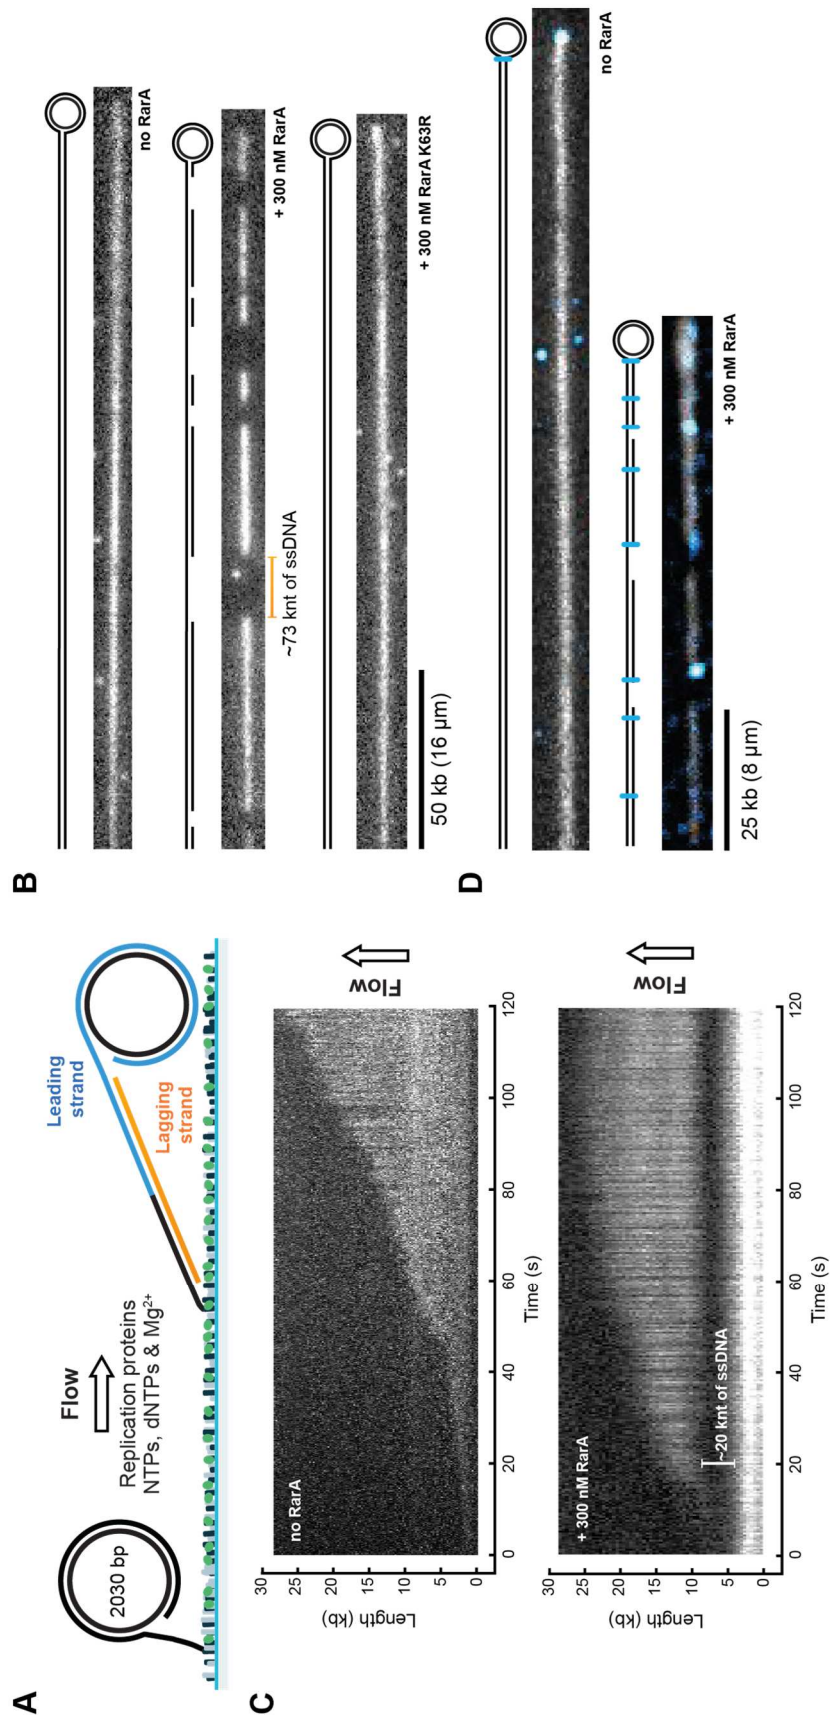 A
2030 bp
Flow
Replication proteins
NTPs, dNTPs & Mg²⁺
Leading
strand
Lagging
strand
B
no RarA
+ 300 nM RarA
~73 knt of ssDNA
+ 300 nM RarA K63R
50 kb (16 µm)
C
no RarA
30
25
20
15
10
5
0
Length (kb)
0
20
40
60
80
100
120
Time (s)
Flow
+ 300 nM RarA
~20 knt of ssDNA
30
25
20
15
10
5
0
Length (kb)
0
20
40
60
80
100
120
Time (s)
Flow
D
no RarA
+ 300 nM RarA
25 kb (8 µm)